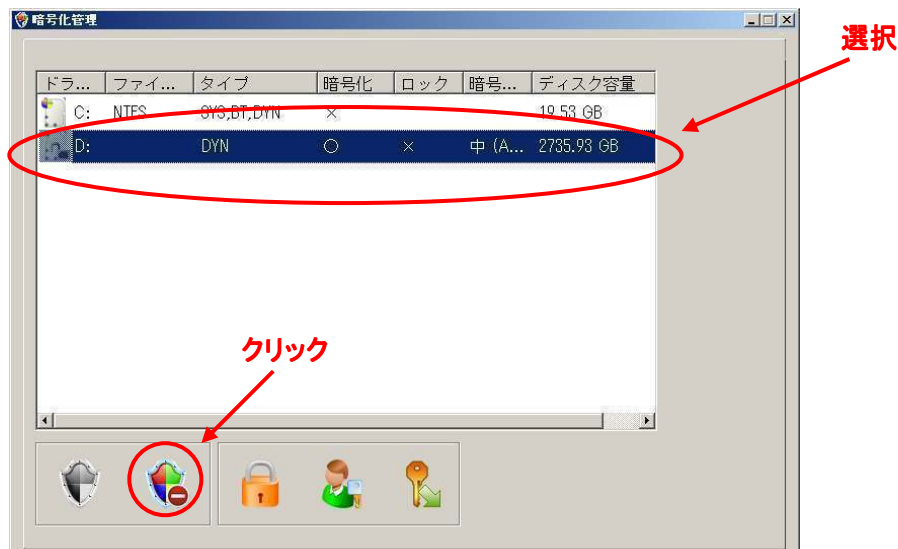 暗号化管理
選択
ドラ... ファイ... タイプ 暗号化 ロック 暗号... ディスク容量
C: NTFS SYS,BT,DYN × 19.53 GB
D: DYN ○ × 中 (A... 2735.93 GB
クリック